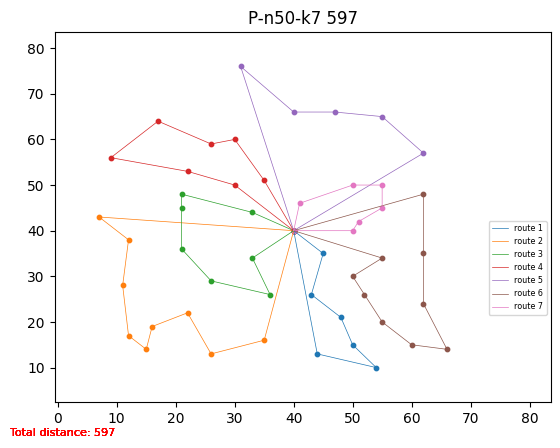 P-n50-k7 597
80
70
60
50
40
30
20
10
0 10 20 30 40 50 60 70 80
route 1
route 2
route 3
route 4
route 5
route 6
route 7
Total distance: 597